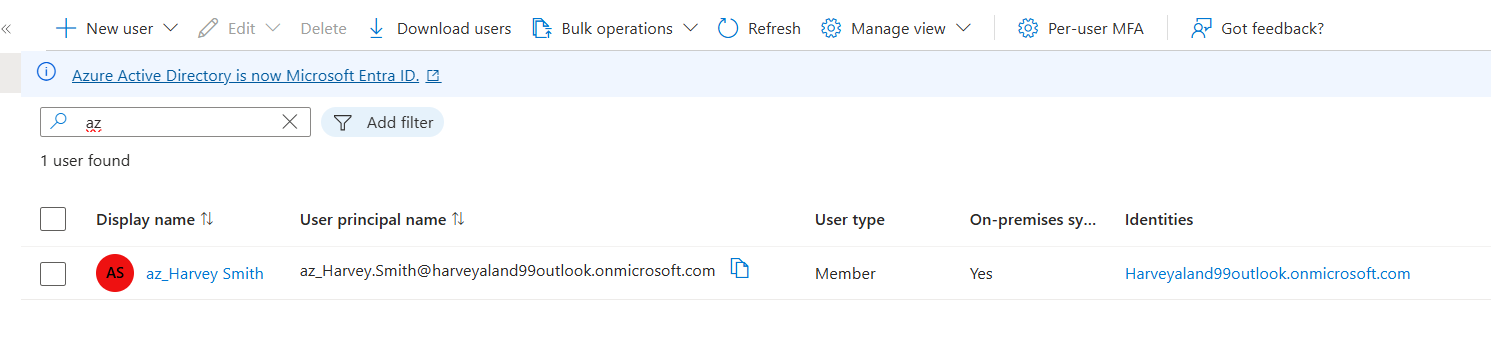 « New user Edit Delete Download users Bulk operations Refresh Manage view Per-user MFA Got feedback?
Azure Active Directory is now Microsoft Entra ID.
az
Add filter
1 user found
Display name User principal name User type On-premises sy... Identities
AS az_Harvey Smith az_Harvey.Smith@harveyaland99outlook.onmicrosoft.com Member Yes Harveyaland99outlook.onmicrosoft.com